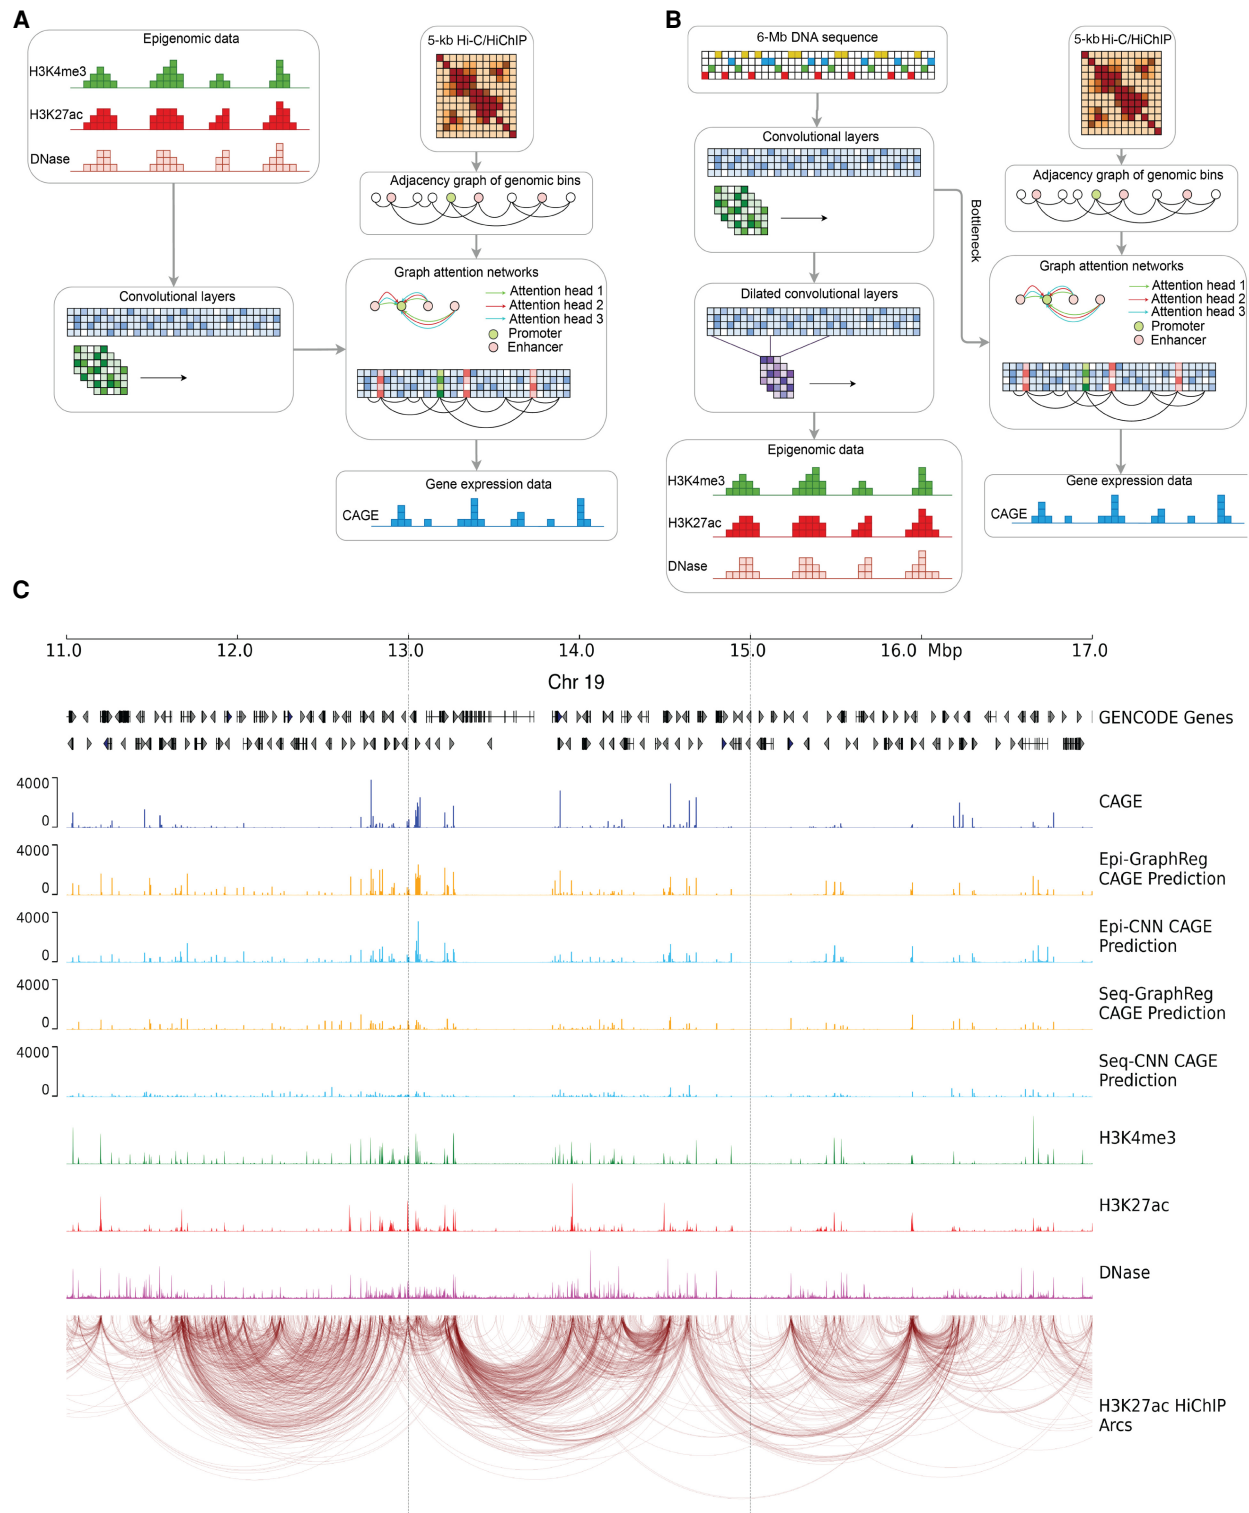 A
Epigenomic data
H3K4me3
H3K27ac
DNase
5-kb Hi-C/HiChIP
Adjacency graph of genomic bins
Convolutional layers
Graph attention networks
Attention head 1
Attention head 2
Attention head 3
Promoter
Enhancer
Gene expression data
CAGE
B
6-Mb DNA sequence
Convolutional layers
Bottleneck
Dilated convolutional layers
Epigenomic data
H3K4me3
H3K27ac
DNase
5-kb Hi-C/HiChIP
Adjacency graph of genomic bins
Graph attention networks
Attention head 1
Attention head 2
Attention head 3
Promoter
Enhancer
Gene expression data
CAGE
C
11.0 12.0 13.0 14.0 15.0 16.0 Mbp 17.0
Chr 19
GENCODE Genes
4000
0
CAGE
4000
0
Epi-GraphReg
CAGE Prediction
4000
0
Epi-CNN CAGE
Prediction
4000
0
Seq-GraphReg
CAGE Prediction
4000
0
Seq-CNN CAGE
Prediction
H3K4me3
H3K27ac
DNase
H3K27ac HiChIP
Arcs